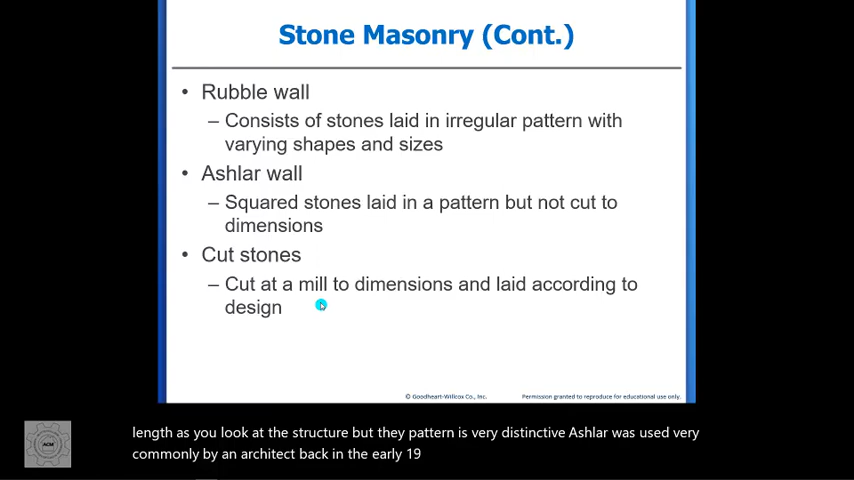 Stone Masonry (Cont.)
• Rubble wall
– Consists of stones laid in irregular pattern with
varying shapes and sizes
• Ashlar wall
– Squared stones laid in a pattern but not cut to
dimensions
• Cut stones
– Cut at a mill to dimensions and laid according to
design
© Goodheart-Willcox Co., Inc. Permission granted to reproduce for educational use only.
ACM
length as you look at the structure but they pattern is very distinctive Ashlar was used very
commonly by an architect back in the early 19